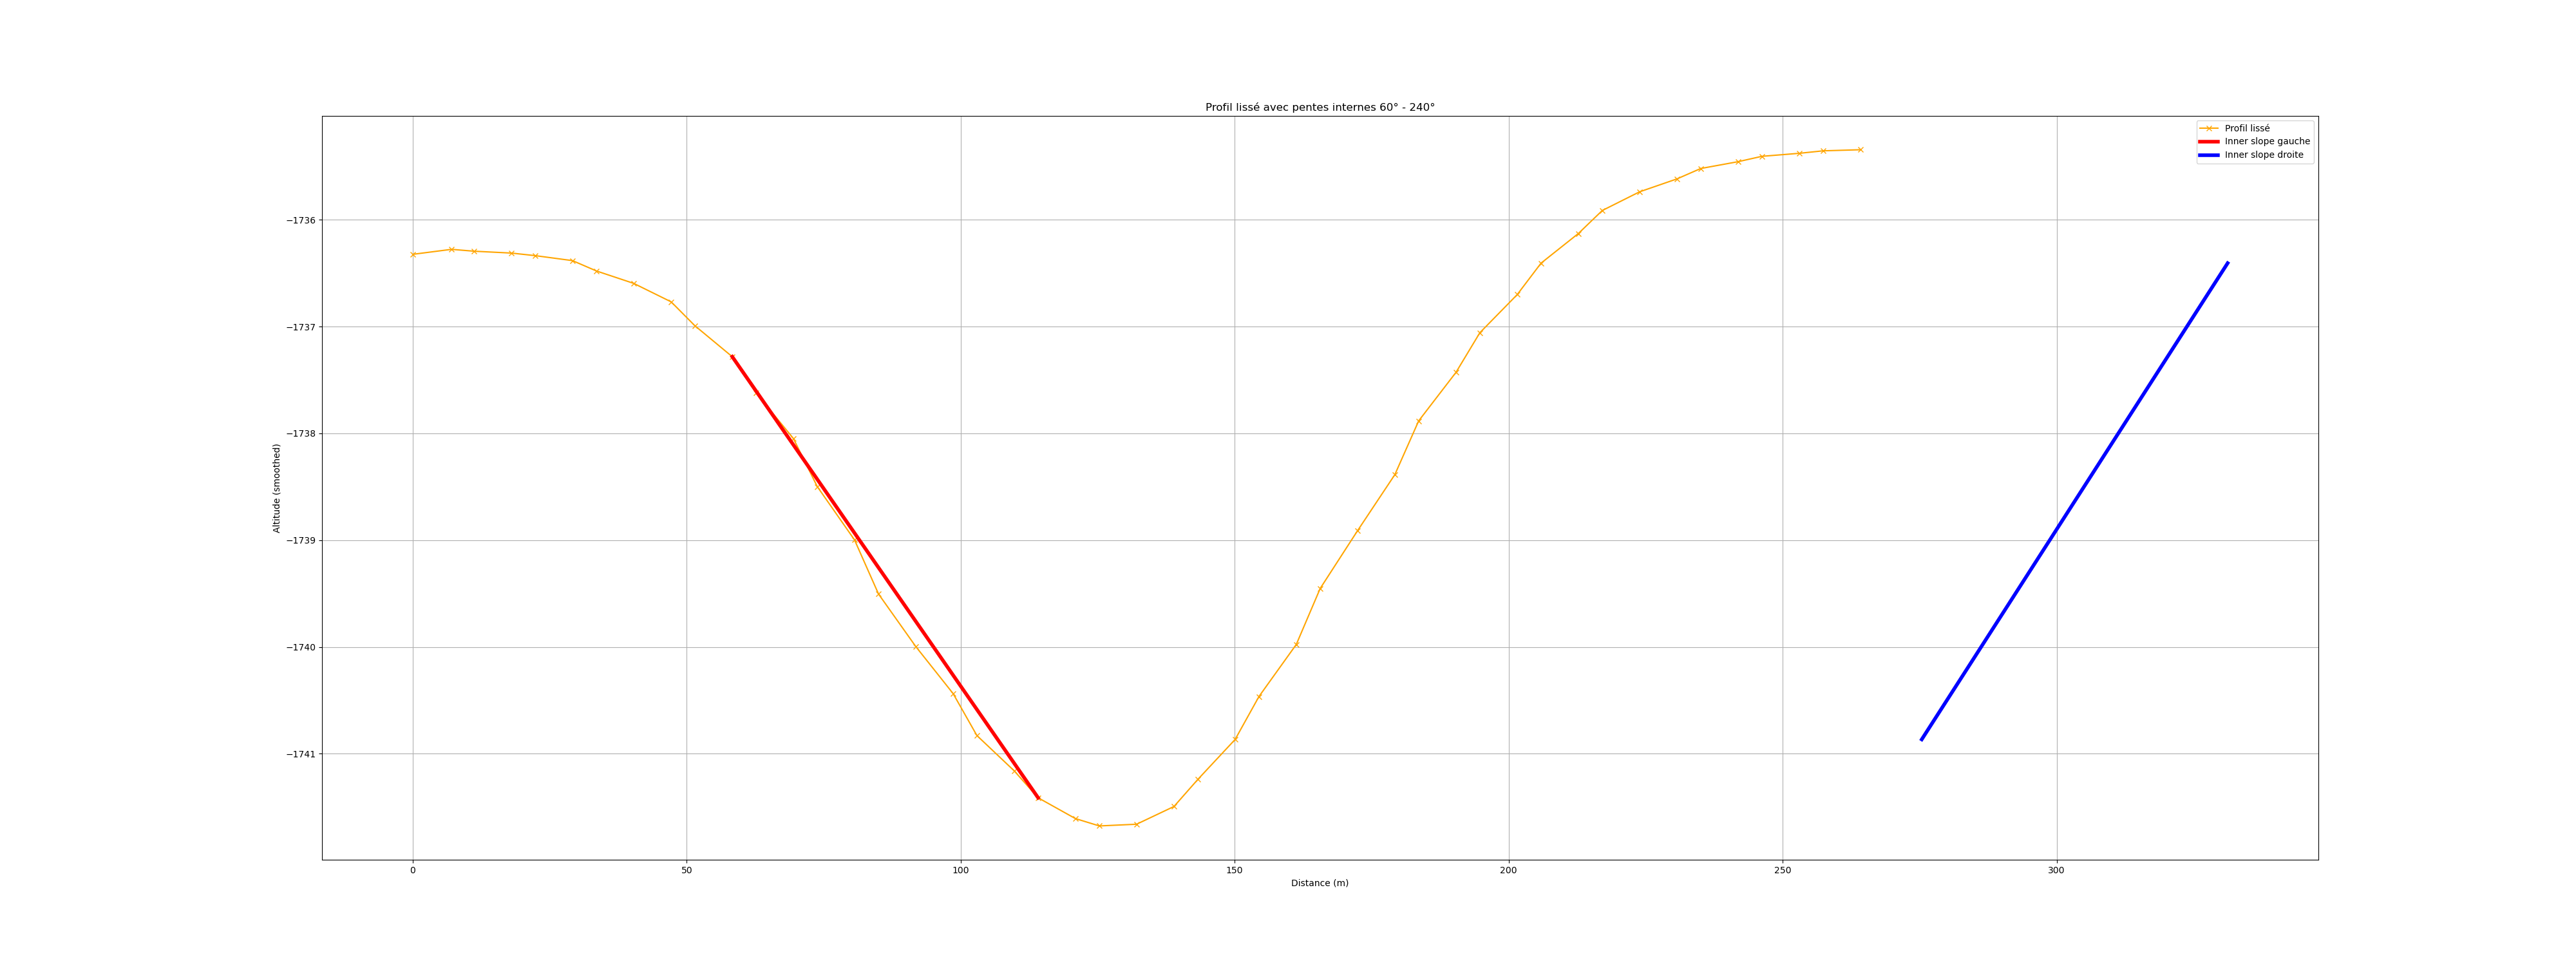 Profil lissé avec pentes internes 60° - 240°
Profil lissé
Inner slope gauche
Inner slope droite
Altitude (smoothed)
−1736
−1737
−1738
−1739
−1740
−1741
0
50
100
150
200
250
300
Distance (m)